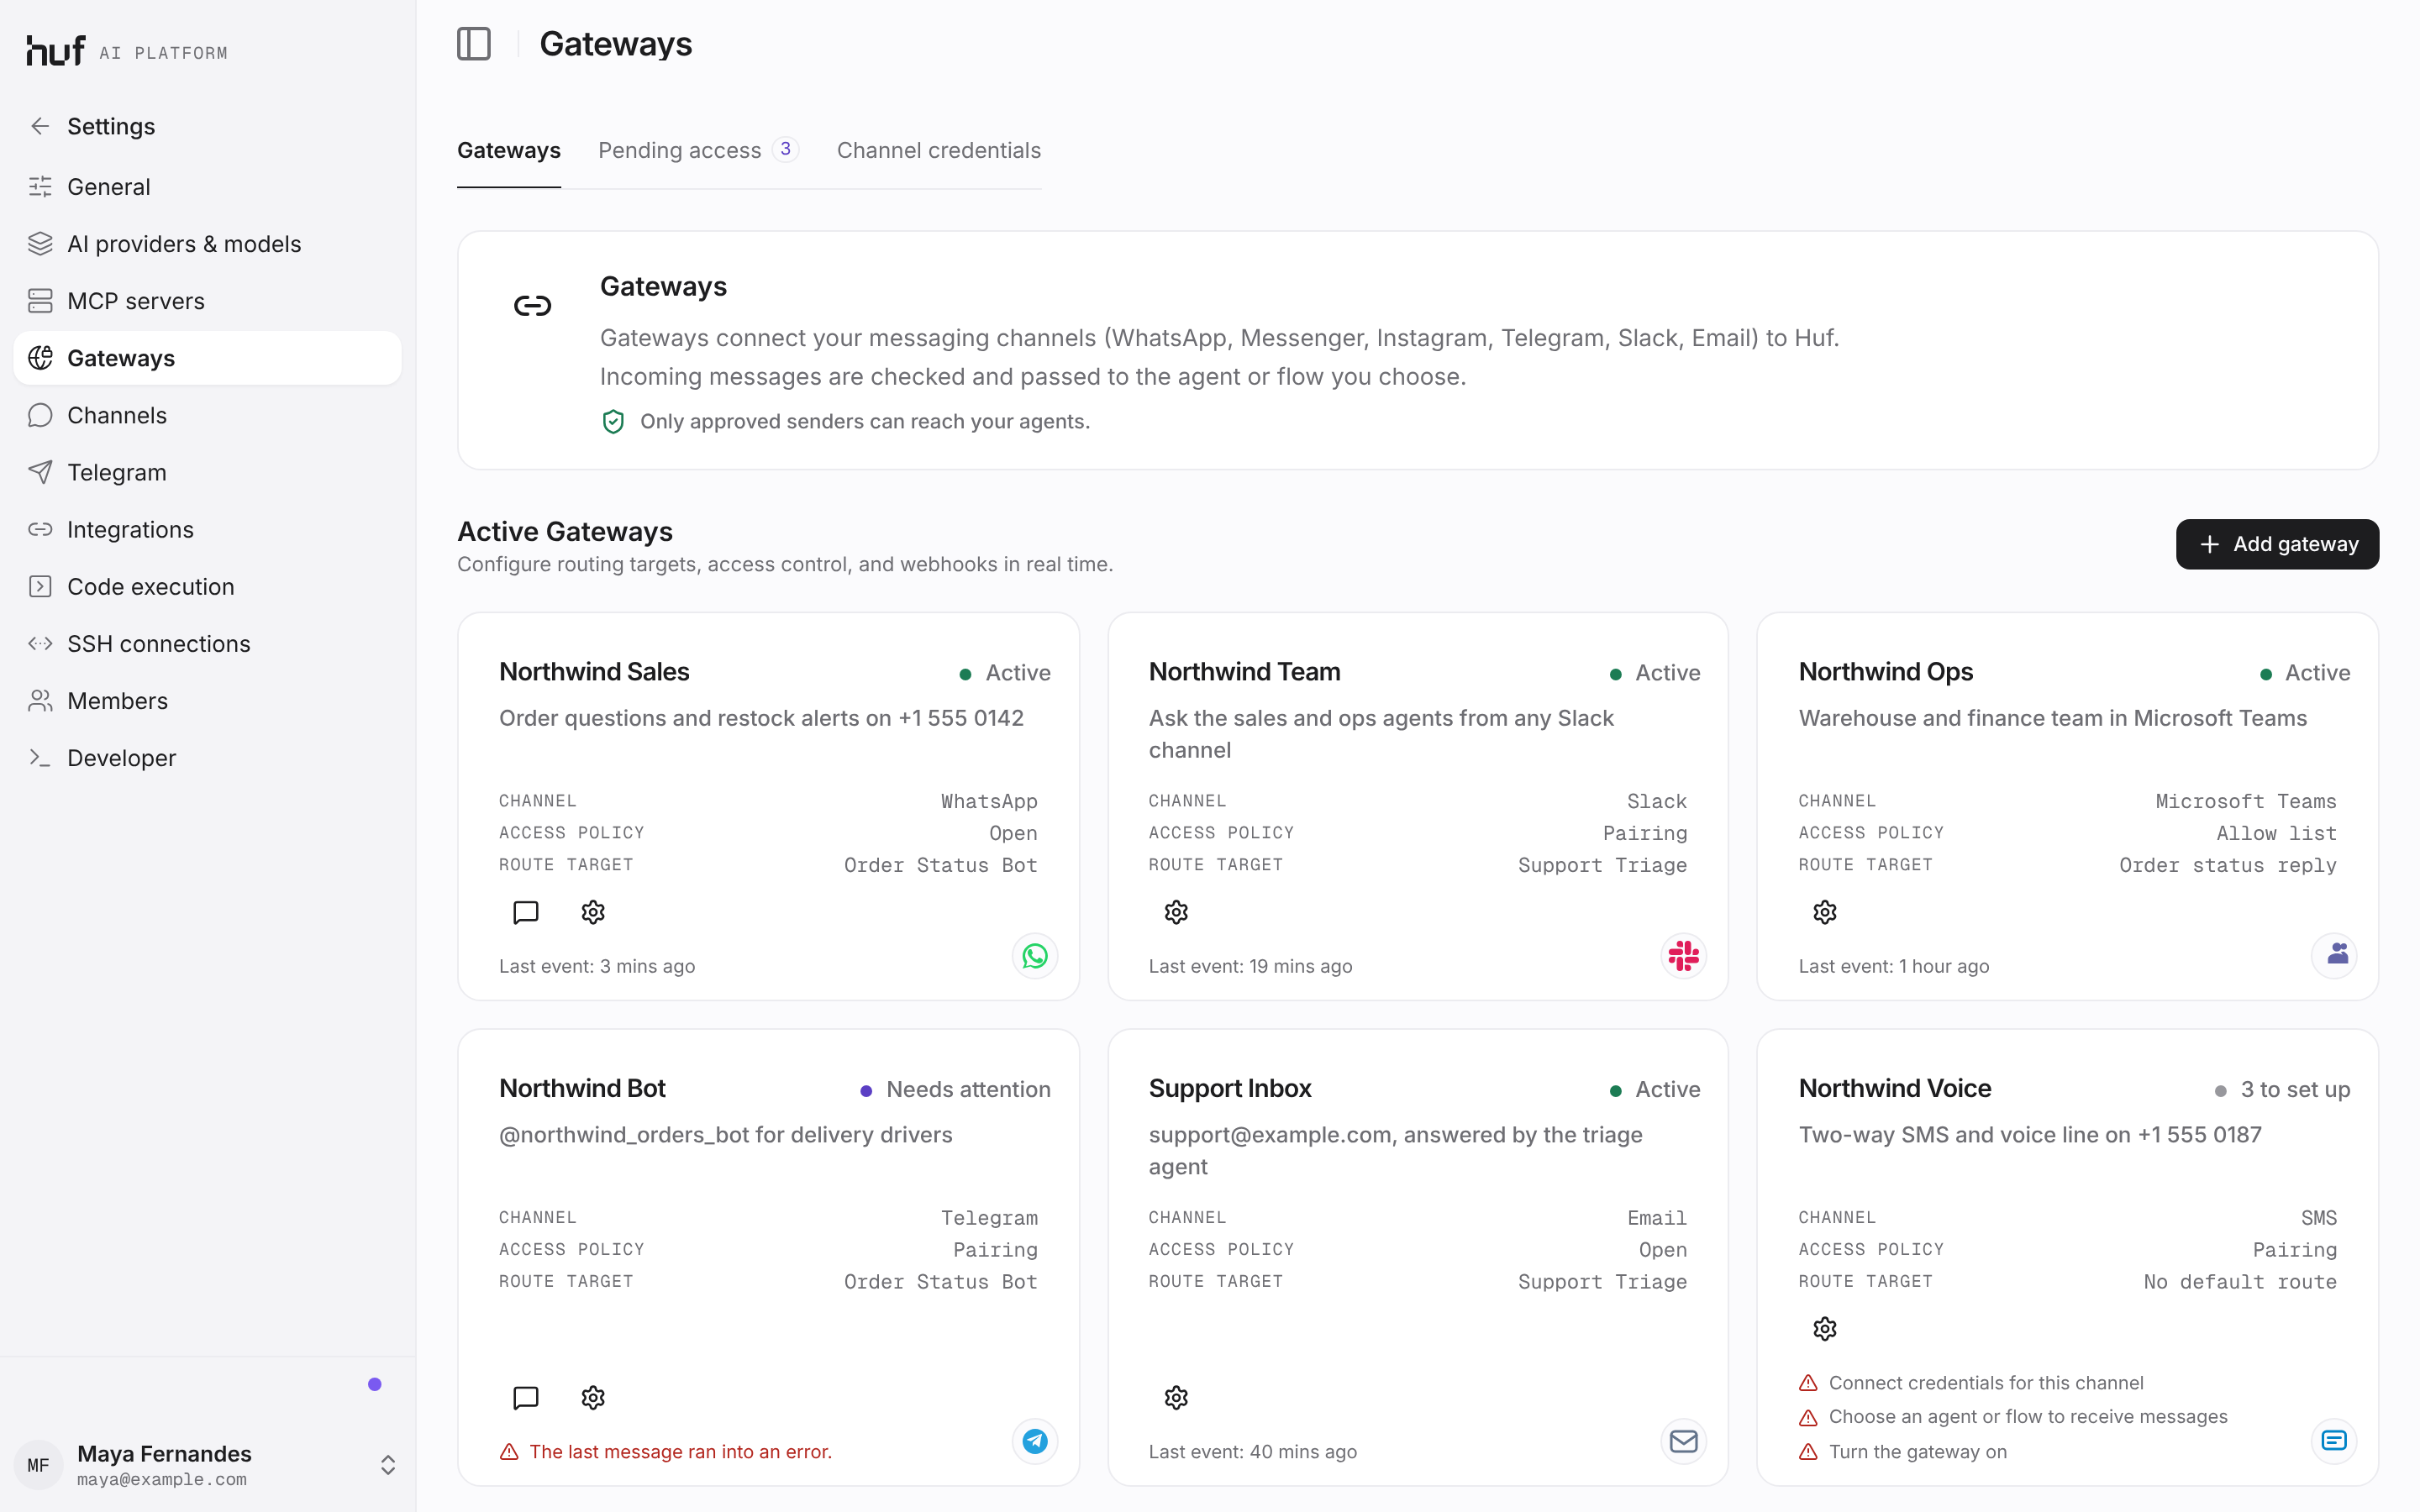 huf AI PLATFORM
Settings
General
AI providers & models
MCP servers
Gateways
Channels
Telegram
Integrations
Code execution
SSH connections
Members
Developer
MF
Maya Fernandes
maya@example.com
Gateways
Gateways
Pending access 3
Channel credentials
Gateways
Gateways connect your messaging channels (WhatsApp, Messenger, Instagram, Telegram, Slack, Email) to Huf.
Incoming messages are checked and passed to the agent or flow you choose.
Only approved senders can reach your agents.
Active Gateways
Configure routing targets, access control, and webhooks in real time.
Add gateway
Northwind Sales
Active
Order questions and restock alerts on +1 555 0142
CHANNEL WhatsApp
ACCESS POLICY Open
ROUTE TARGET Order Status Bot
Last event: 3 mins ago
Northwind Team
Active
Ask the sales and ops agents from any Slack
channel
CHANNEL Slack
ACCESS POLICY Pairing
ROUTE TARGET Support Triage
Last event: 19 mins ago
Northwind Ops
Active
Warehouse and finance team in Microsoft Teams
CHANNEL Microsoft Teams
ACCESS POLICY Allow list
ROUTE TARGET Order status reply
Last event: 1 hour ago
Northwind Bot
Needs attention
@northwind_orders_bot for delivery drivers
CHANNEL Telegram
ACCESS POLICY Pairing
ROUTE TARGET Order Status Bot
The last message ran into an error.
Support Inbox
Active
support@example.com, answered by the triage
agent
CHANNEL Email
ACCESS POLICY Open
ROUTE TARGET Support Triage
Last event: 40 mins ago
Northwind Voice
3 to set up
Two-way SMS and voice line on +1 555 0187
CHANNEL SMS
ACCESS POLICY Pairing
ROUTE TARGET No default route
Connect credentials for this channel
Choose an agent or flow to receive messages
Turn the gateway on